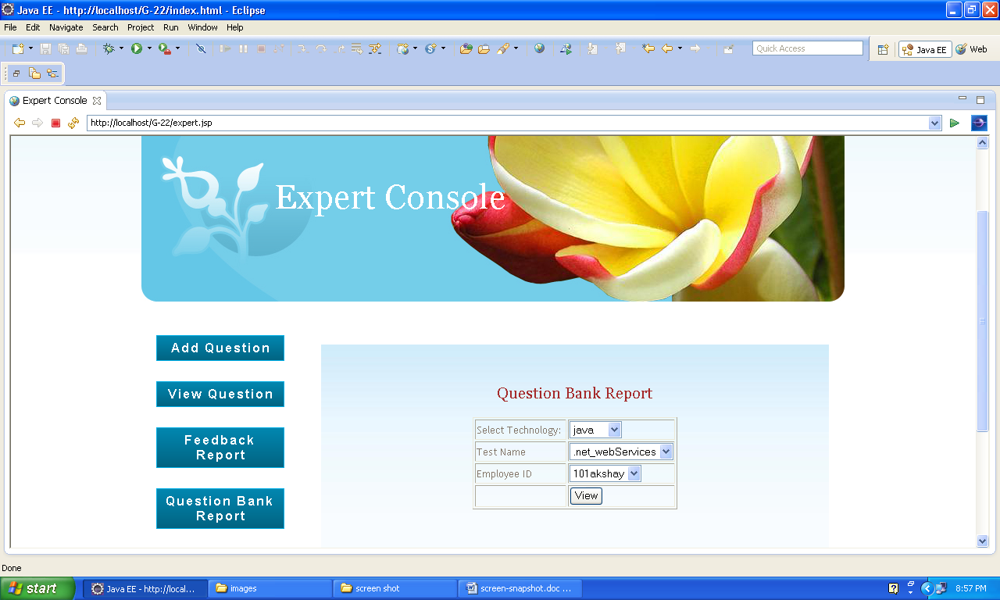 Java EE - http://localhost/G-22/index.html - Eclipse
File Edit Navigate Search Project Run Window Help
Quick Access
Java EE
Web
Expert Console
http://localhost/G-22/expert.jsp
Expert Console
Add Question
View Question
Feedback
Report
Question Bank
Report
Question Bank Report
Select Technology: java
Test Name .net_webServices
Employee ID 101akshay
View
Done
start
Java EE - http://local...
images
screen shot
screen-snapshot.doc ...
8:57 PM